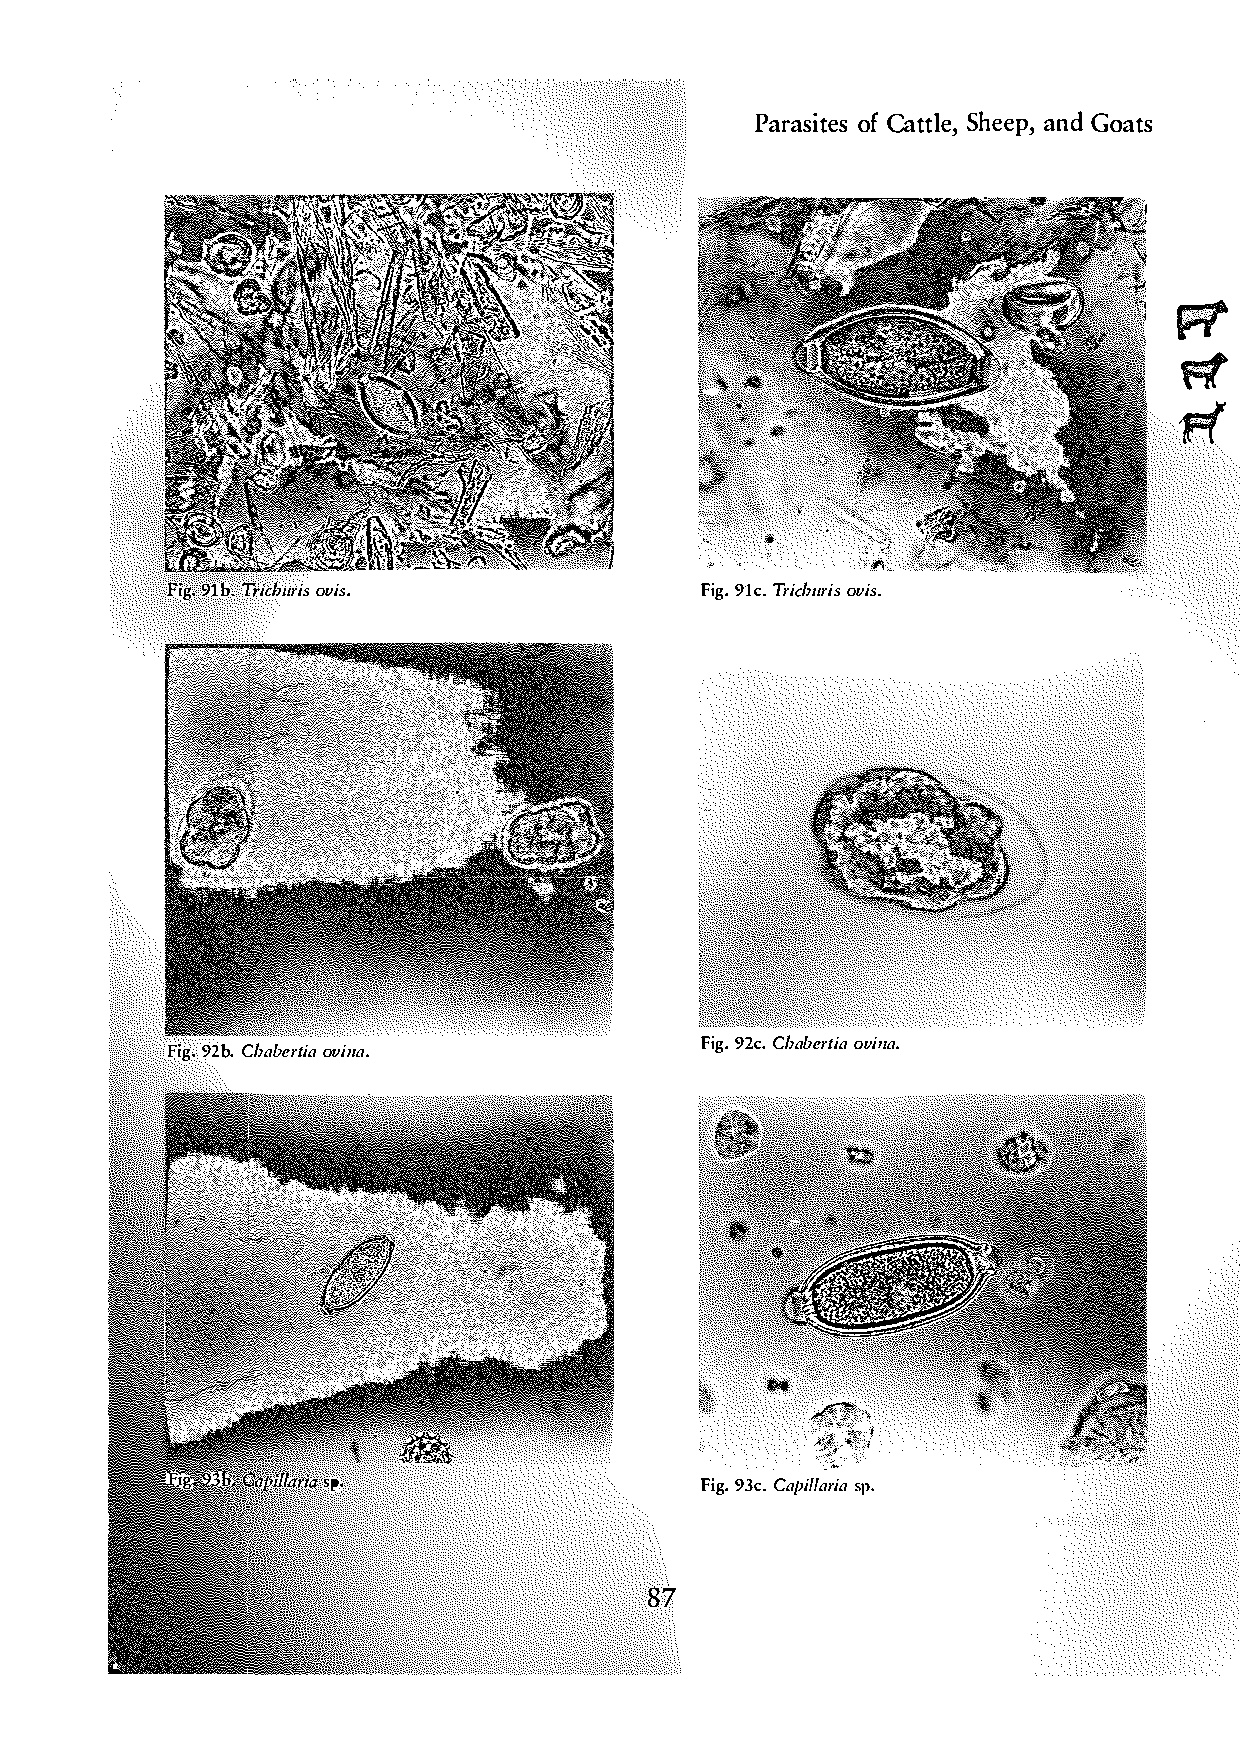 Parasites of Cattle, Sheep, and Goats
Fig. 91b. Trichuris ovis.
Fig. 91c. Trichuris ovis.
Fig. 92b. Chabertia ovina.
Fig. 92c. Chabertia ovina.
Fig. 93b. Capillaria sp.
Fig. 93c. Capillaria sp.
87